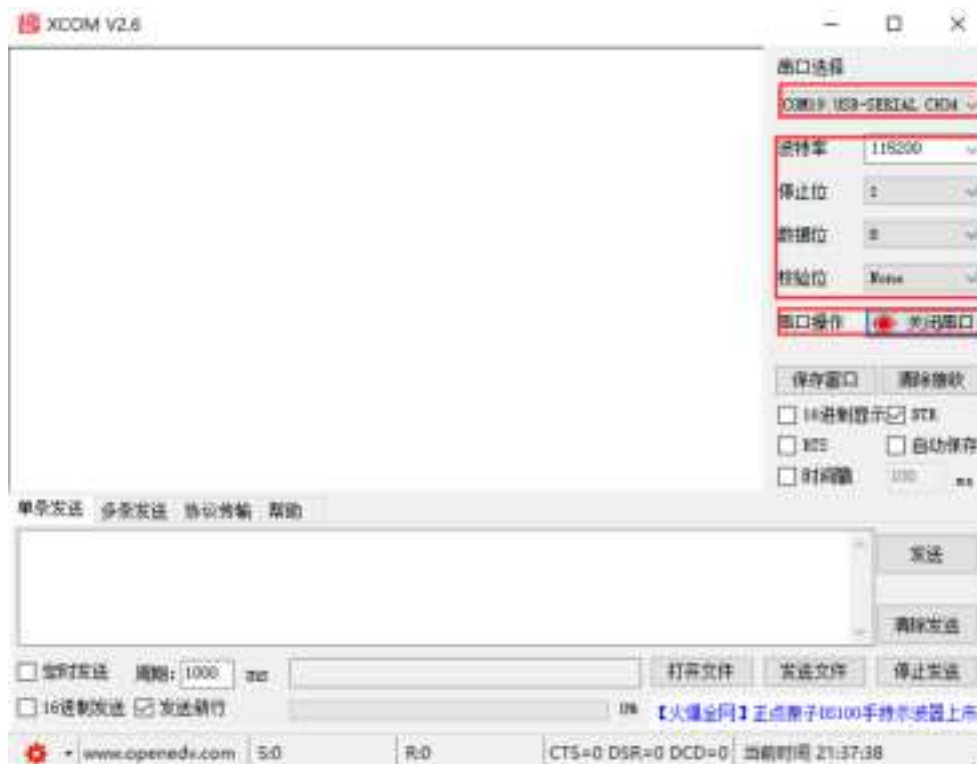 XCOM V2.6
串口选择
COM19:USB-SERIAL CH34
波特率 115200
停止位 1
数据位 8
校验位 None
串口操作 关闭串口
保存窗口 清除接收
16进制显示 DTR
RTS 自动保存
时间戳 100 ms
单条发送 多条发送 协议传输 帮助
发送
清除发送
定时发送 周期: 1000 ms 打开文件 发送文件 停止发送
16进制发送 发送新行 0% 【火爆全网】正点原子DS100手持示波器上市
www.openedv.com S:0 R:0 CTS=0 DSR=0 DCD=0 当前时间 21:37:38